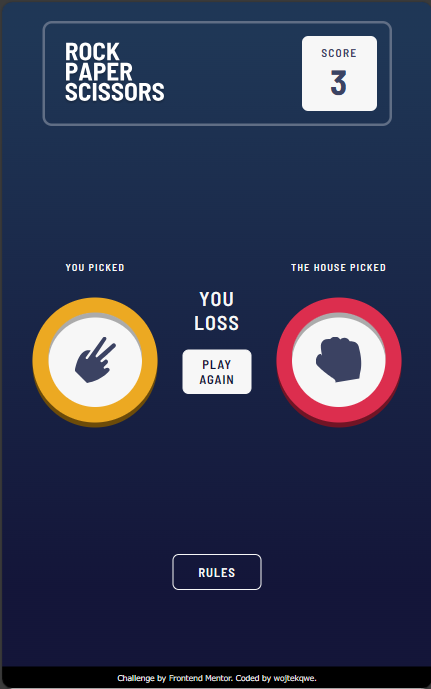 ROCK
PAPER
SCISSORS
SCORE
3
YOU PICKED
THE HOUSE PICKED
YOU
LOSS
PLAY
AGAIN
RULES
Challenge by Frontend Mentor. Coded by wojtekqwe.